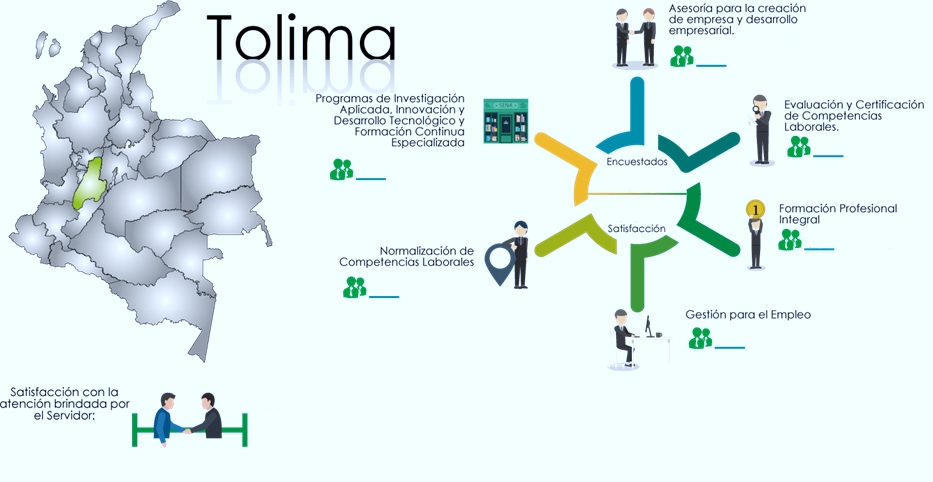 Tolima
Asesoría para la creación
de empresa y desarrollo
empresarial.
Programas de Investigación
Aplicada, Innovación y
Desarrollo Tecnológico y
Formación Continua
Especializada
SENA
Evaluación y Certificación
de Competencias
Laborales.
Encuestados
1
Formación Profesional
Integral
Satisfacción
Normalización de
Competencias Laborales
Gestión para el Empleo
Satisfacción con la
atención brindada por
el Servidor: